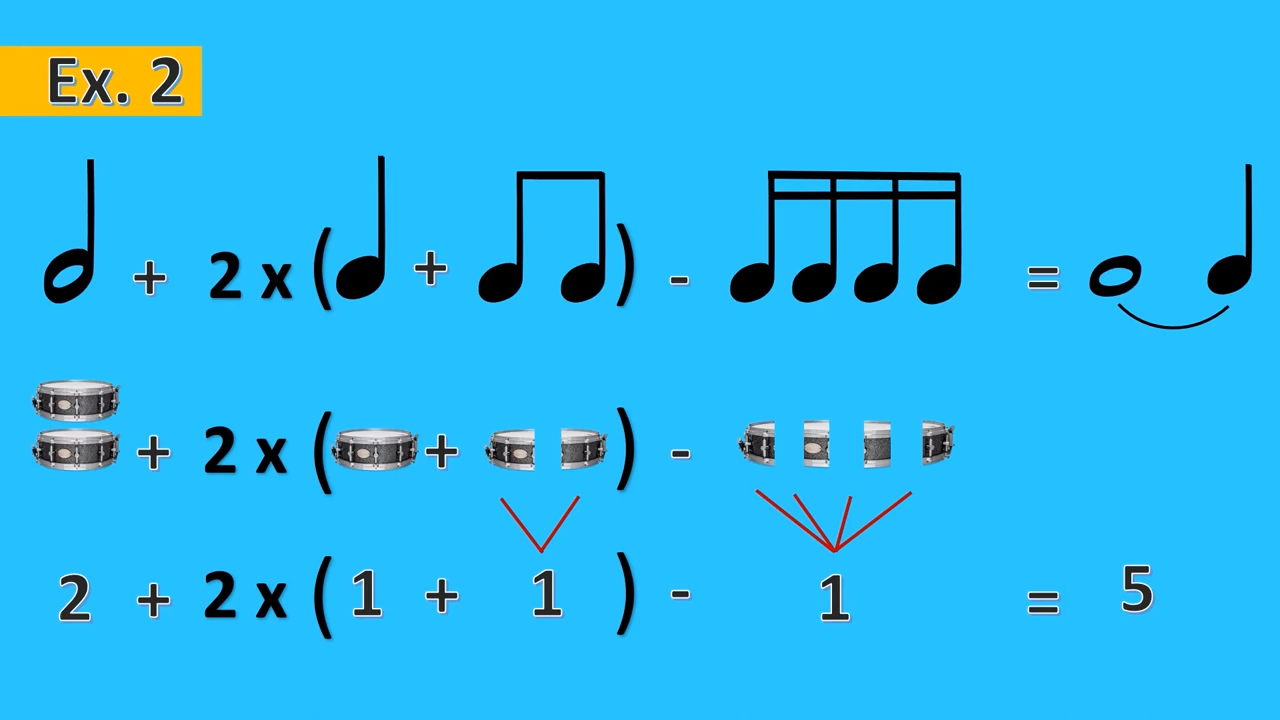 Ex. 2
+ 2 x ( + ) - =
+ 2 x ( + ) -
2 + 2 x ( 1 + 1 ) - 1 = 5